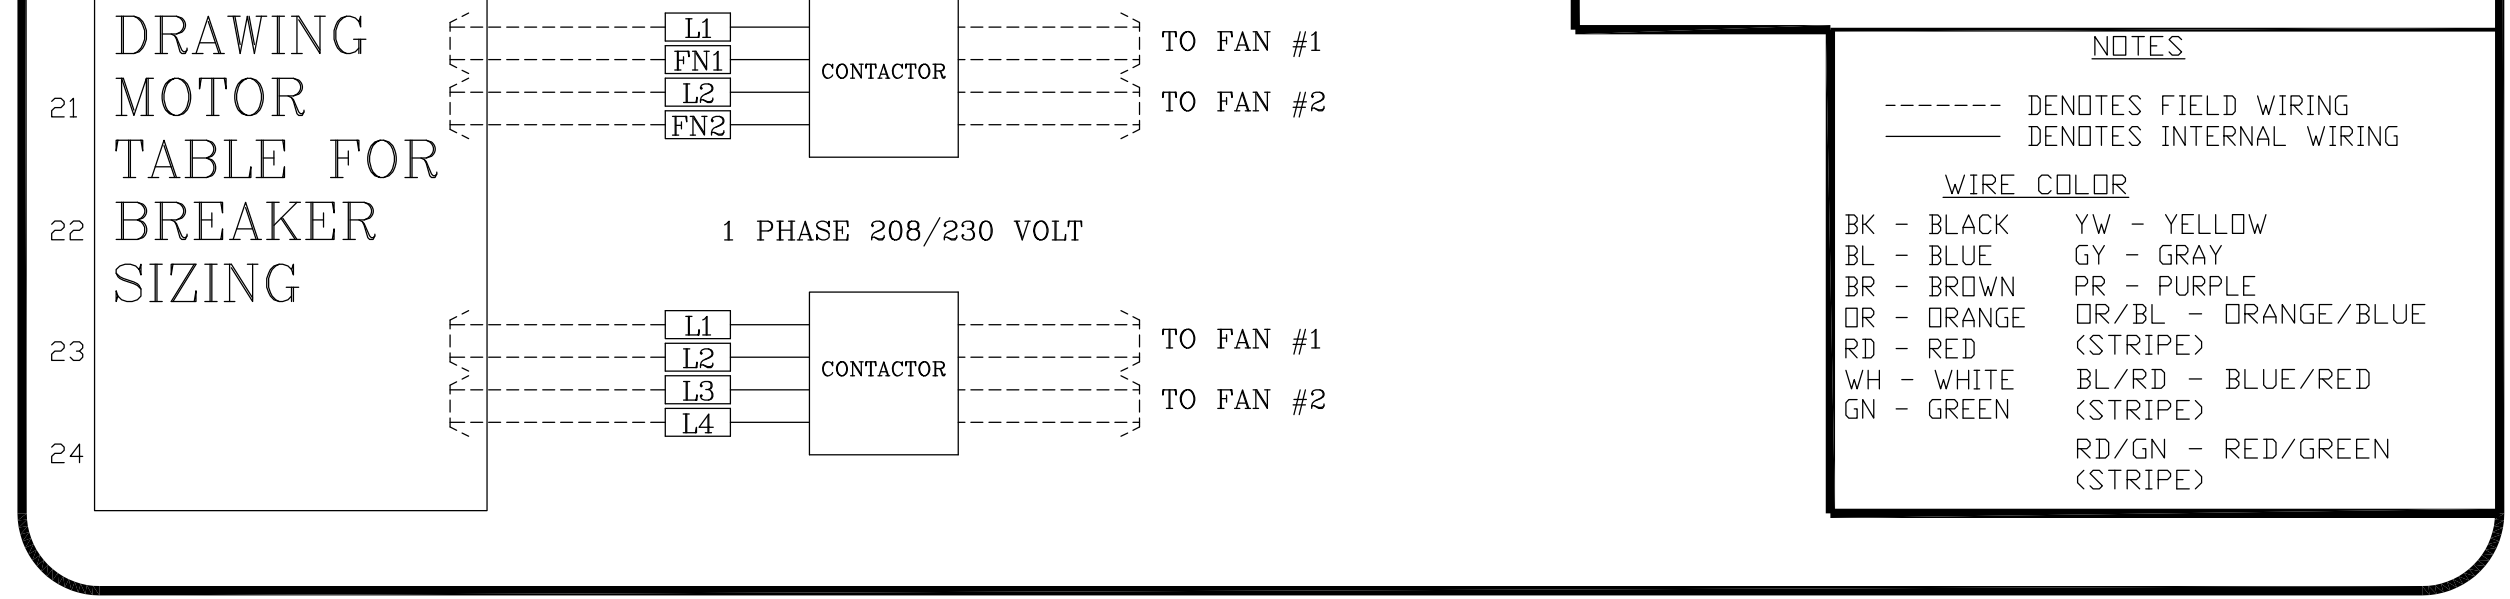 DRAWING
MOTOR
TABLE FOR
BREAKER
SIZING
21
22
23
24
L1
FN1
L2
FN2
CONTACTOR
TO FAN #1
TO FAN #2
1 PHASE 208/230 VOLT
L1
L2
L3
L4
CONTACTOR
TO FAN #1
TO FAN #2
NOTES
DENOTES FIELD WIRING
DENOTES INTERNAL WIRING
WIRE COLOR
BK - BLACK
BL - BLUE
BR - BROWN
OR - ORANGE
RD - RED
WH - WHITE
GN - GREEN
YW - YELLOW
GY - GRAY
PR - PURPLE
OR/BL - ORANGE/BLUE
(STRIPE)
BL/RD - BLUE/RED
(STRIPE)
RD/GN - RED/GREEN
(STRIPE)